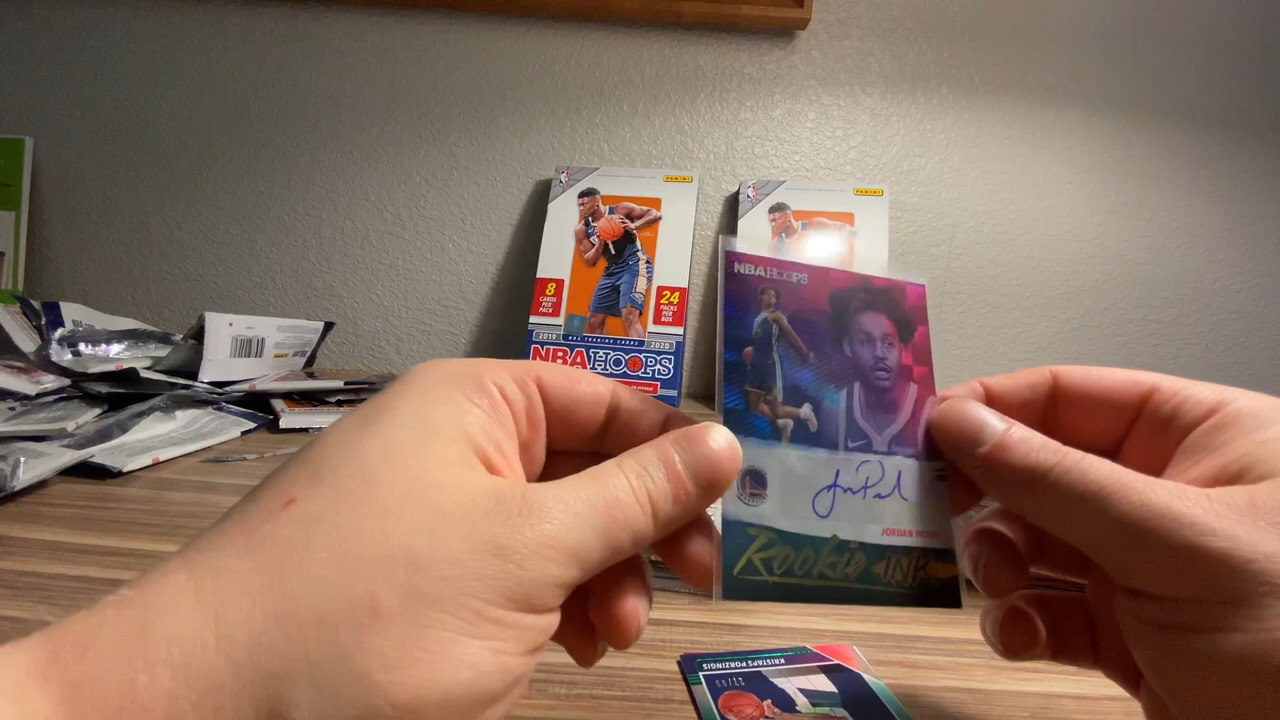 PANINI
8
CARDS
PER
PACK
24
PACKS
PER
BOX
2019 NBA TRADING CARDS 2020
NBA HOOPS
PANINI
NBA HOOPS
JORDAN
Rookie INK
KRISTAPS PORZINGIS